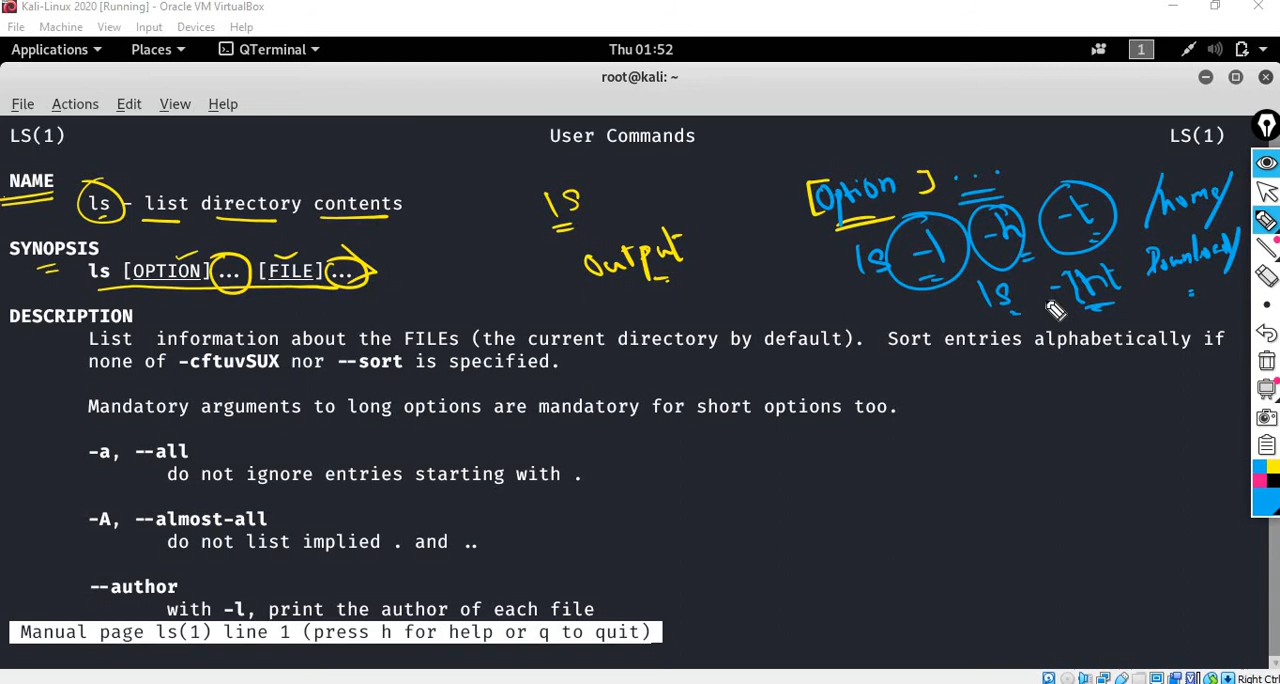 Kali-Linux 2020 [Running] - Oracle VM VirtualBox
File Machine View Input Devices Help
Applications Places QTerminal Thu 01:52 1
root@kali: ~
File Actions Edit View Help
LS(1) User Commands LS(1)
NAME
ls - list directory contents
ls
[Option] ...
SYNOPSIS
ls [OPTION]... [FILE]...
output
ls -l -h -t /home/
Download
ls -lht
DESCRIPTION
List information about the FILEs (the current directory by default). Sort entries alphabetically if
none of -cftuvSUX nor --sort is specified.
Mandatory arguments to long options are mandatory for short options too.
-a, --all
do not ignore entries starting with .
-A, --almost-all
do not list implied . and ..
--author
with -l, print the author of each file
Manual page ls(1) line 1 (press h for help or q to quit)
Right Ctrl